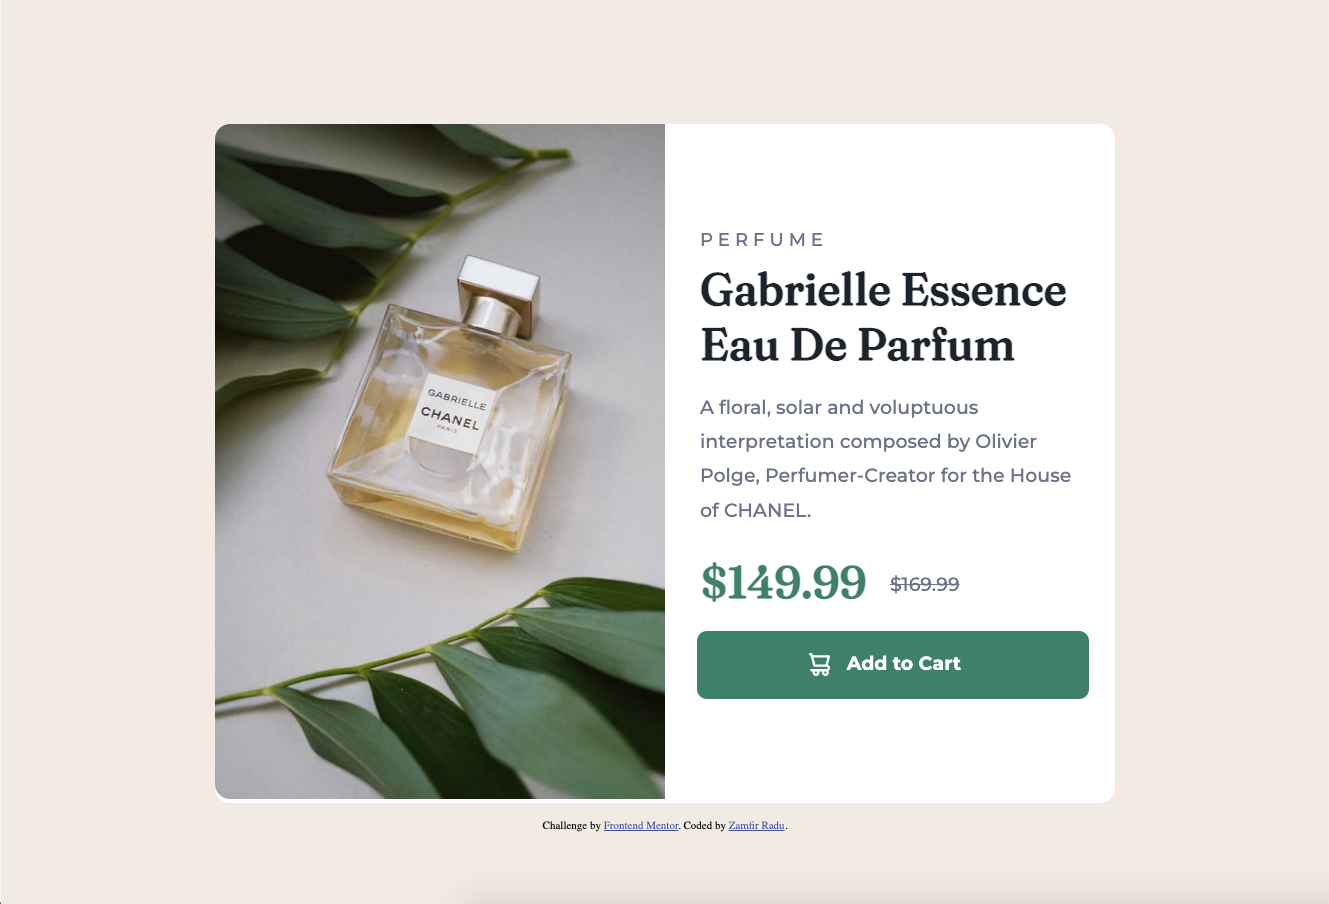 GABRIELLE
CHANEL
PARIS
PERFUME
Gabrielle Essence
Eau De Parfum
A floral, solar and voluptuous
interpretation composed by Olivier
Polge, Perfumer-Creator for the House
of CHANEL.
$149.99 $169.99
Add to Cart
Challenge by Frontend Mentor. Coded by Zamfir Radu.